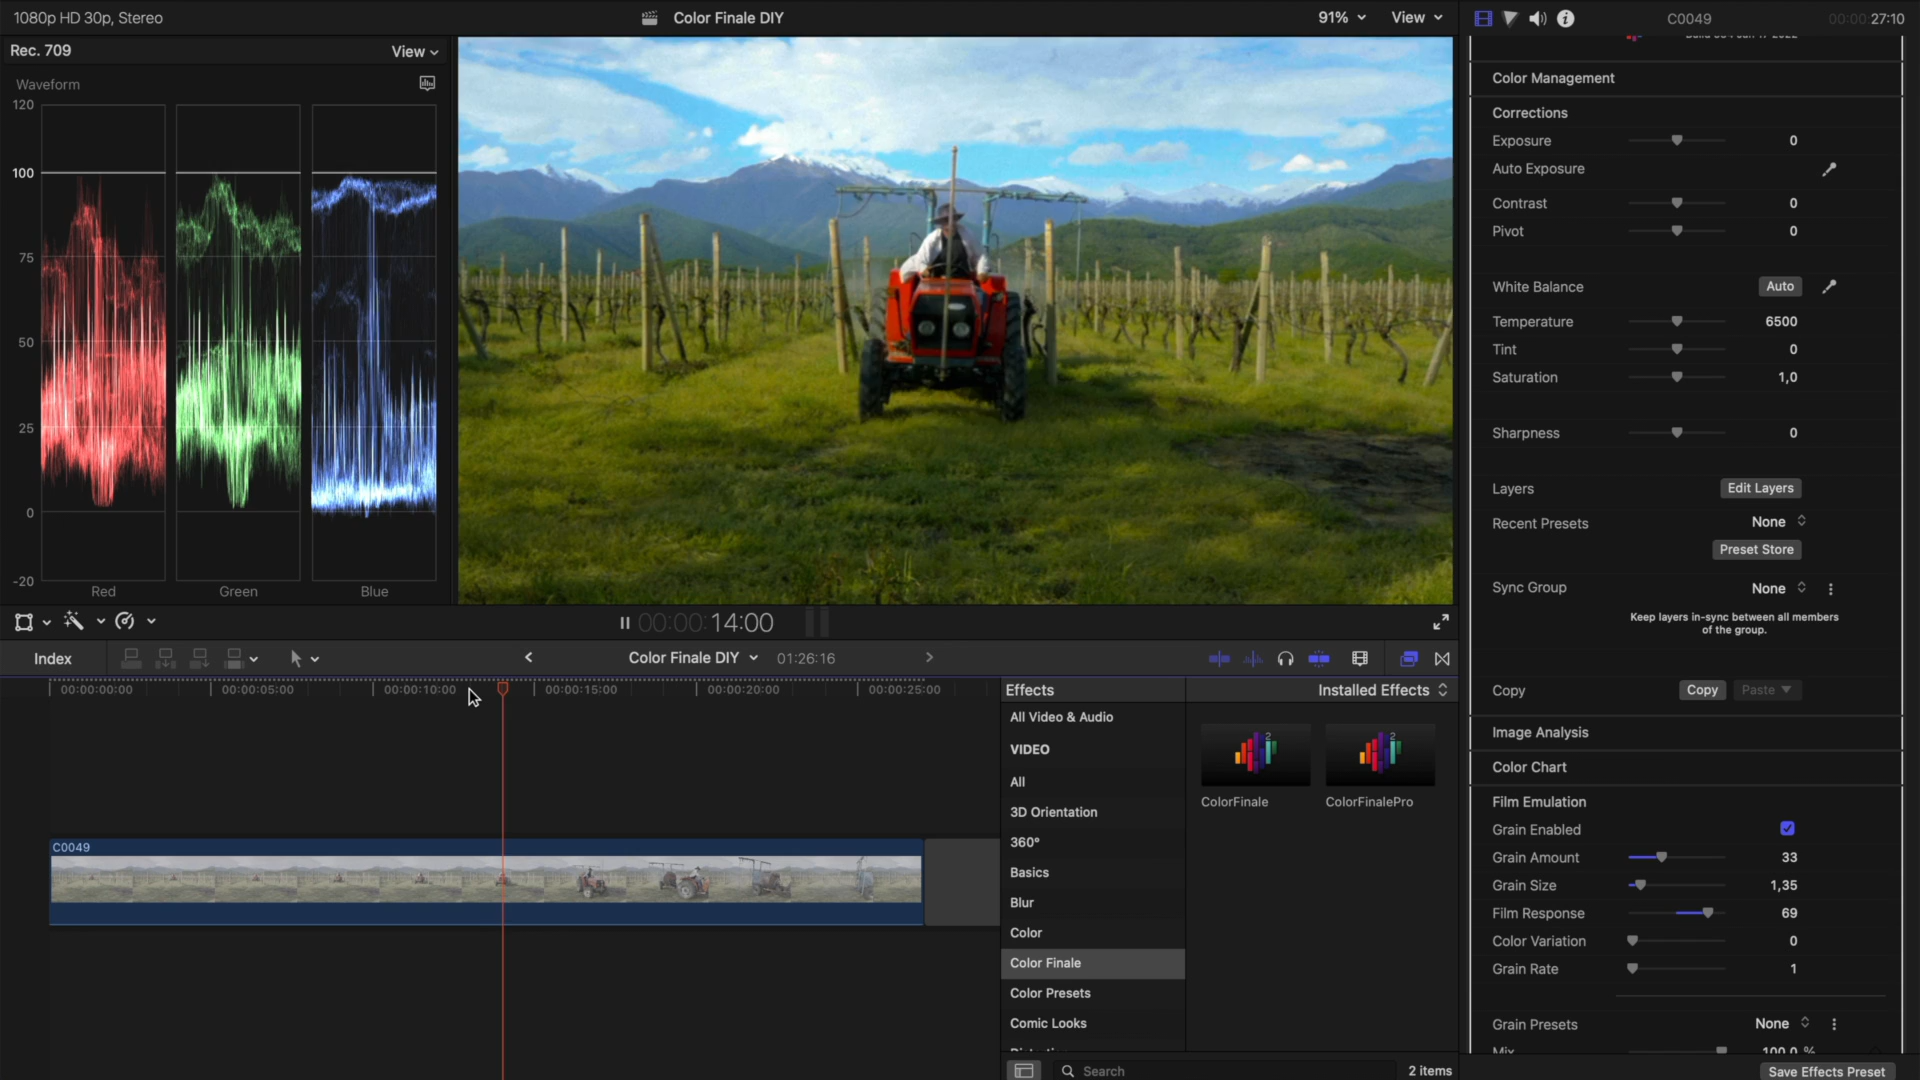 1080p HD 30p, Stereo
Color Finale DIY
91%
View
C0049
00:00:27:10
Rec. 709
View
Waveform
120
100
75
50
25
0
-20
Red
Green
Blue
Color Management
Corrections
Exposure 0
Auto Exposure
Contrast 0
Pivot 0
White Balance Auto
Temperature 6500
Tint 0
Saturation 1,0
Sharpness 0
Layers Edit Layers
Recent Presets None
Preset Store
Sync Group None
Keep layers in-sync between all members
of the group.
Copy Copy Paste
Image Analysis
Color Chart
Film Emulation
Grain Enabled
Grain Amount 33
Grain Size 1,35
Film Response 69
Color Variation 0
Grain Rate 1
Grain Presets None
Mix 100.0 %
Save Effects Preset
00:00:14:00
Index
Color Finale DIY
01:26:16
00:00:00:00
00:00:05:00
00:00:10:00
00:00:15:00
00:00:20:00
00:00:25:00
C0049
Effects
Installed Effects
All Video & Audio
VIDEO
All
3D Orientation
360°
Basics
Blur
Color
Color Finale
Color Presets
Comic Looks
2
ColorFinale
2
ColorFinalePro
Search
2 items